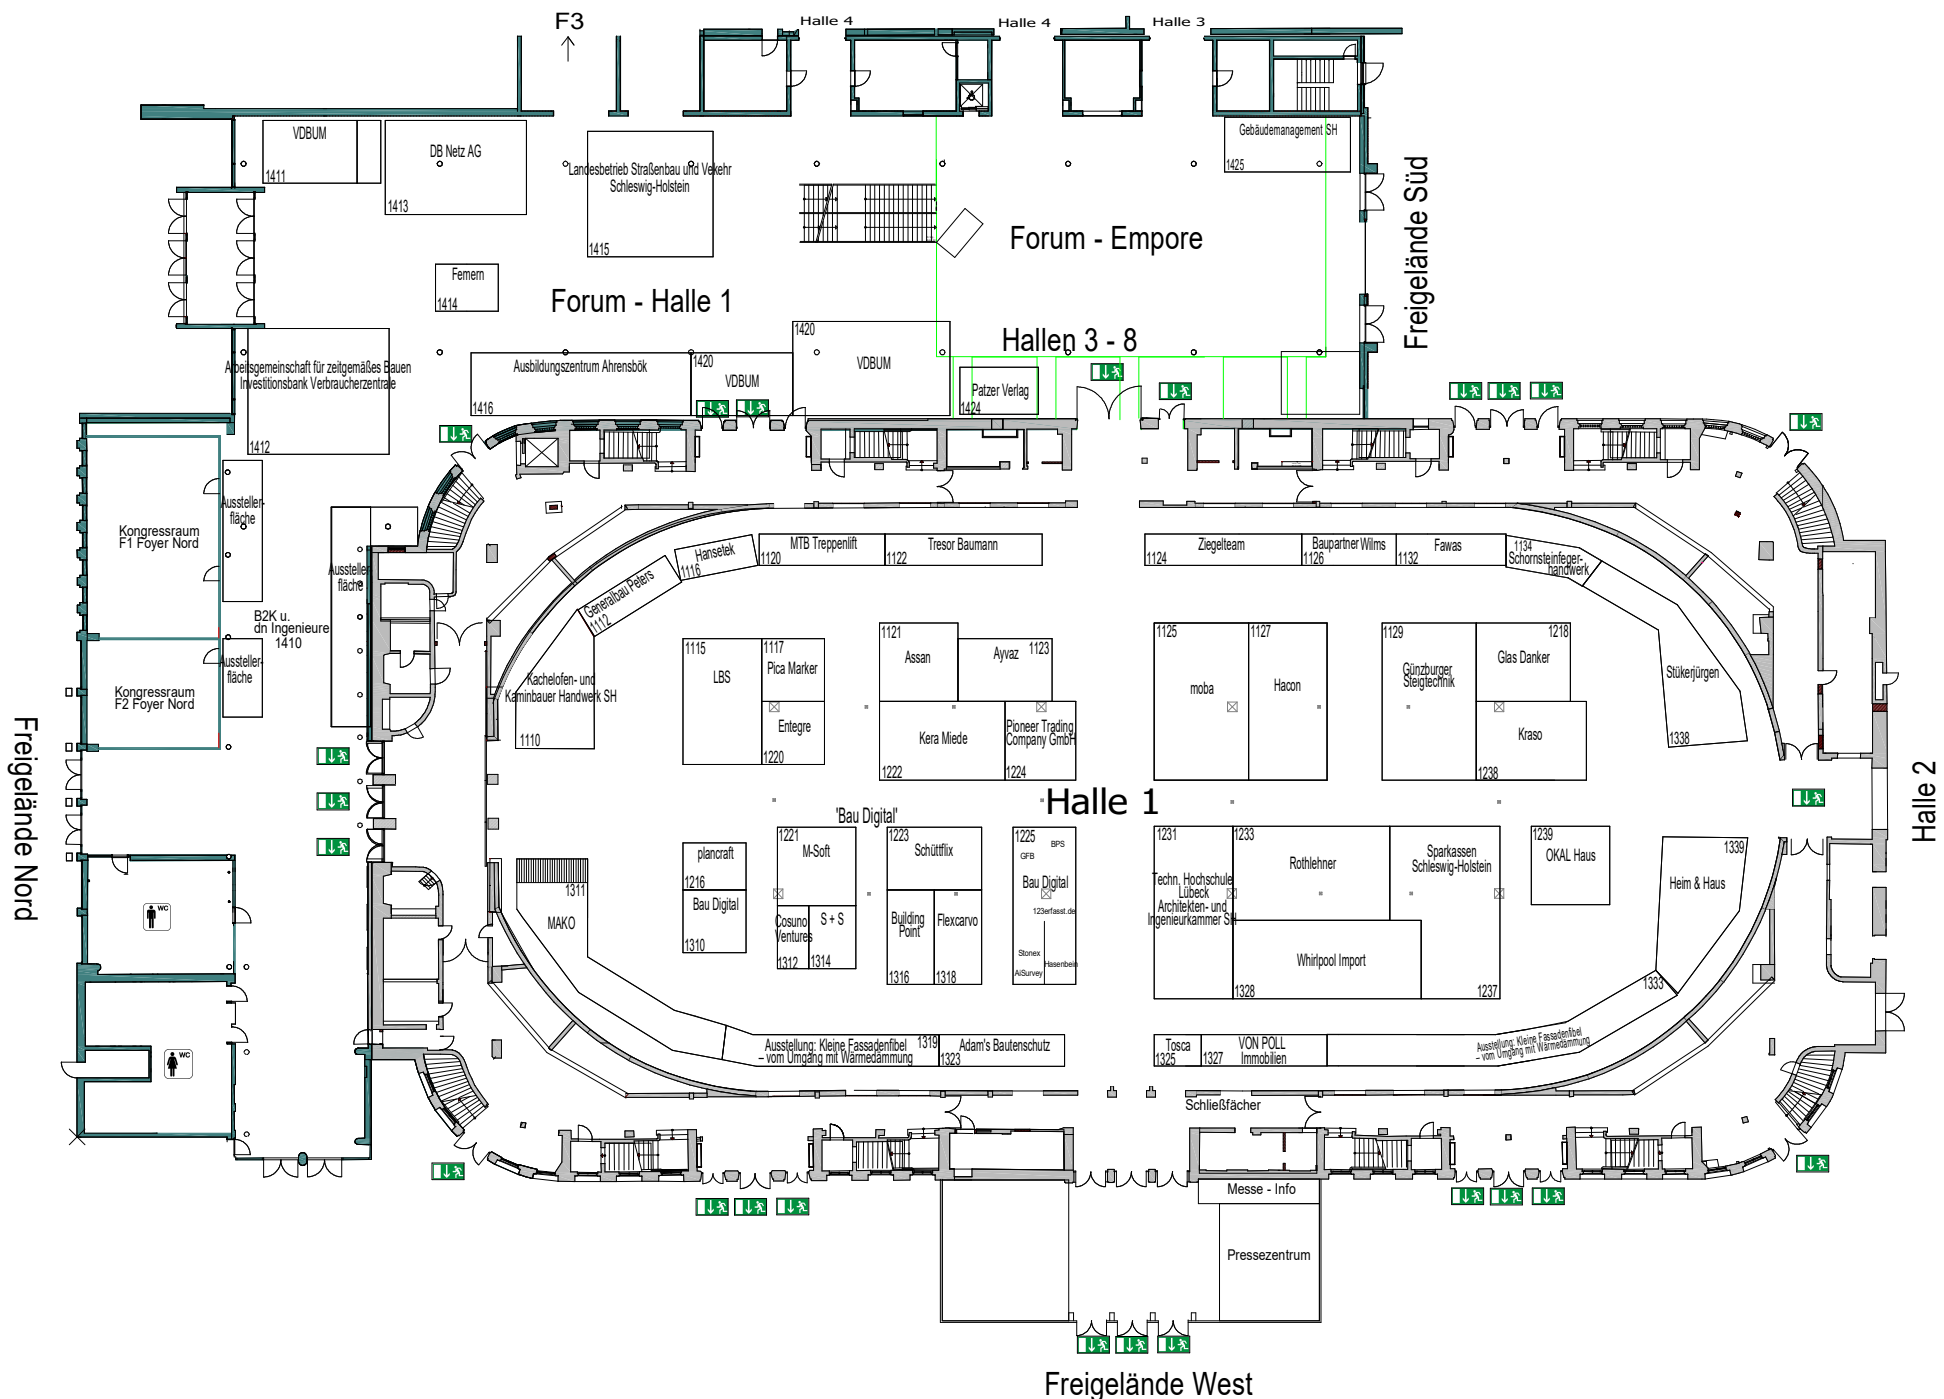 F3
Halle 4
Halle 4
Halle 3
VDBUM
1411
DB Netz AG
1413
Landesbetrieb Straßenbau und Vekehr
Schleswig-Holstein
1415
Gebäudemanagement SH
1425
Freigelände Süd
Forum - Empore
Femern
1414
Forum - Halle 1
Hallen 3 - 8
Arbeitsgemeinschaft für zeitgemäßes Bauen
Investitionsbank Verbraucherzentrale
1412
Ausbildungszentrum Ahrensbök
1416
1420
VDBUM
1420
VDBUM
Patzer Verlag
1424
Kongressraum
F1 Foyer Nord
Aussteller-
fläche
Aussteller-
fläche
B2K u.
dn Ingenieure
1410
Kongressraum
F2 Foyer Nord
Aussteller-
fläche
Freigelände Nord
WC
WC
Kachelofen- und
Kaminbauer Handwerk SH
1110
Generalbau Peters
1112
Hansetek
1116
MTB Treppenlift
1120
Tresor Baumann
1122
Ziegelteam
1124
Baupartner Wilms
1126
Fawas
1132
1134
Schornsteinfeger-
handwerk
Stükerjürgen
1338
1115
LBS
1117
Pica Marker
Entegre
1220
1121
Assan
Ayvaz
1123
Kera Miede
1222
Pioneer Trading
Company GmbH
1224
1125
moba
1127
Hacon
1129
Günzburger
Steigtechnik
1218
Glas Danker
Kraso
1238
Halle 1
Halle 2
'Bau Digital'
plancraft
1216
Bau Digital
1310
1221
M-Soft
Cosuno
Ventures
1312
S + S
1314
1223
Schüttflix
Building
Point
1316
Flexcarvo
1318
1225
BPS
GFB
Bau Digital
123erfasst.de
Stonex
Hasenbein
AiSurvey
1231
Techn. Hochschule
Lübeck
Architekten- und
Ingenieurkammer SH
1233
Rothlehner
Sparkassen
Schleswig-Holstein
Whirlpool Import
1328
1237
1239
OKAL Haus
1339
Heim & Haus
1333
1311
MAKO
Ausstellung: Kleine Fassadenfibel
– vom Umgang mit Wärmedämmung
1319
Adam's Bautenschutz
1323
Tosca
1325
VON POLL
Immobilien
1327
Ausstellung: Kleine Fassadenfibel
– vom Umgang mit Wärmedämmung
Schließfächer
Messe - Info
Pressezentrum
Freigelände West